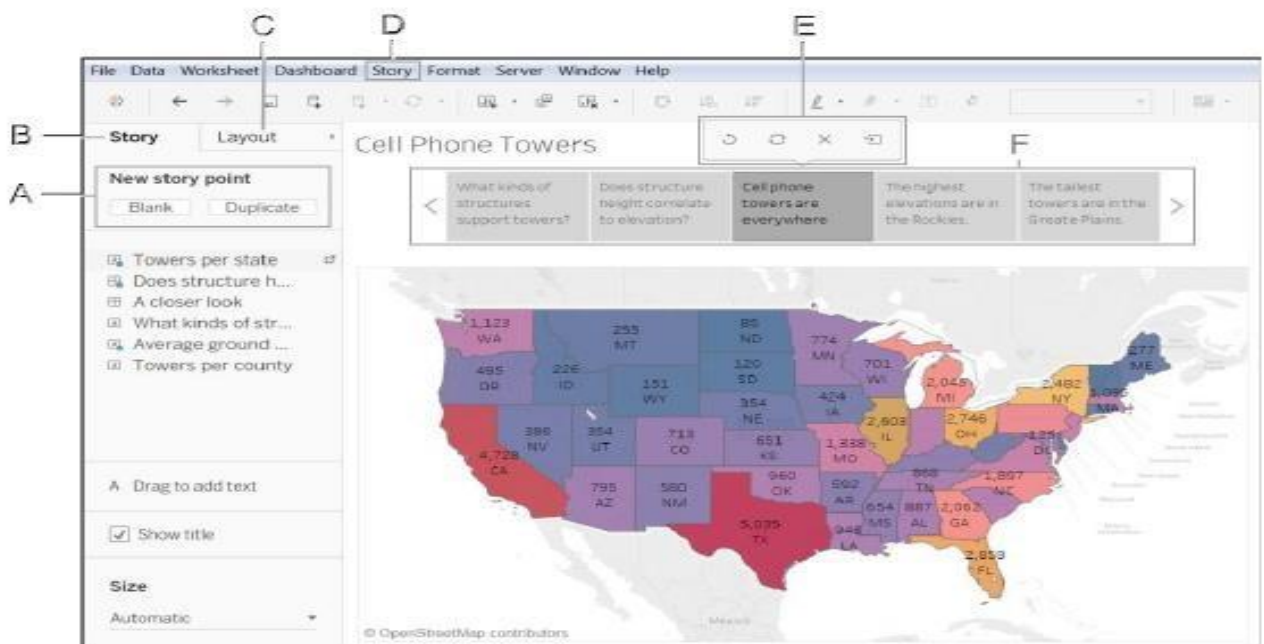 C
D
E
File Data Worksheet Dashboard Story Format Server Window Help
B
Story Layout
Cell Phone Towers
F
A
New story point
Blank Duplicate
What kinds of
structures
support towers?
Does structure
height correlate
to elevation?
Cell phone
towers are
everywhere
The highest
elevations are in
the Rockies.
The tallest
towers are in the
Greate Plains.
Towers per state
Does structure h...
A closer look
What kinds of str...
Average ground ...
Towers per county
A Drag to add text
Show title
Size
Automatic
1,123
WA
255
MT
ND
774
MN
277
ME
495
OR
226
ID
120
SD
701
WI
2,045
MI
2,482
NY
MA
151
WY
354
NE
424
IA
2,603
IL
2,746
OH
NV
354
UT
713
CO
651
KS
1,338
MO
4,728
CA
795
AZ
580
NM
960
OK
592
AR
TN
1,897
NC
654
MS
887
AL
2,062
GA
5,035
TX
LA
2,859
FL
© OpenStreetMap contributors
Mexico